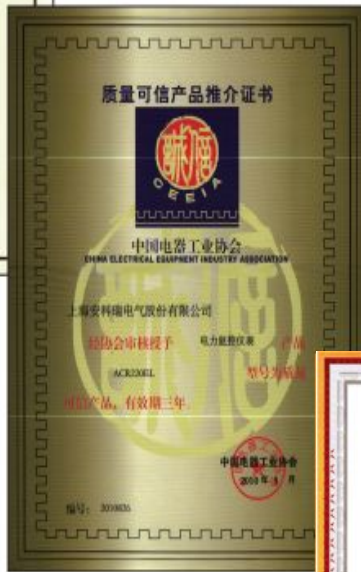 质量可信产品推介证书
誠信
CEEIA
中国电器工业协会
CHINA ELECTRICAL EQUIPMENT INDUSTRY ASSOCIATION
上海安科瑞电气股份有限公司
经协会审核授予 电力监控仪表 产品
ACR220EL 型号为质量
可信产品,有效期三年。
中国电器工业协会
2010年 月
编号: